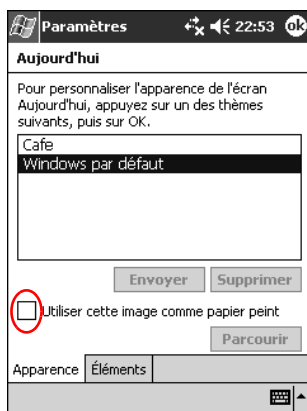 Paramètres 22:53 ok
Aujourd'hui
Pour personnaliser l'apparence de l'écran
Aujourd'hui, appuyez sur un des thèmes
suivants, puis sur OK.
Cafe
Windows par défaut
Envoyer Supprimer
Utiliser cette image comme papier peint
Parcourir
Apparence Éléments